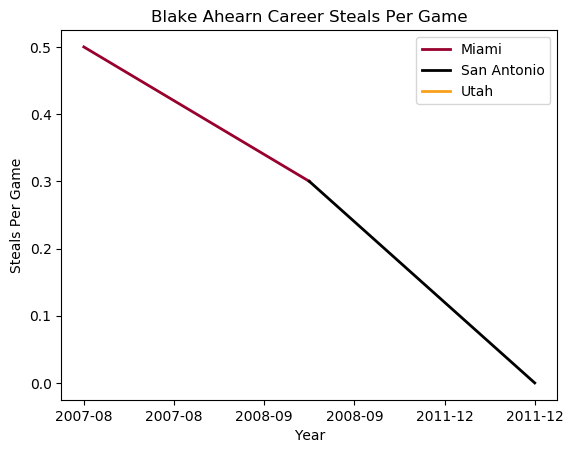 Blake Ahearn Career Steals Per Game
Miami
San Antonio
Utah
Steals Per Game
0.5
0.4
0.3
0.2
0.1
0.0
2007-08 2007-08 2008-09 2008-09 2011-12 2011-12
Year